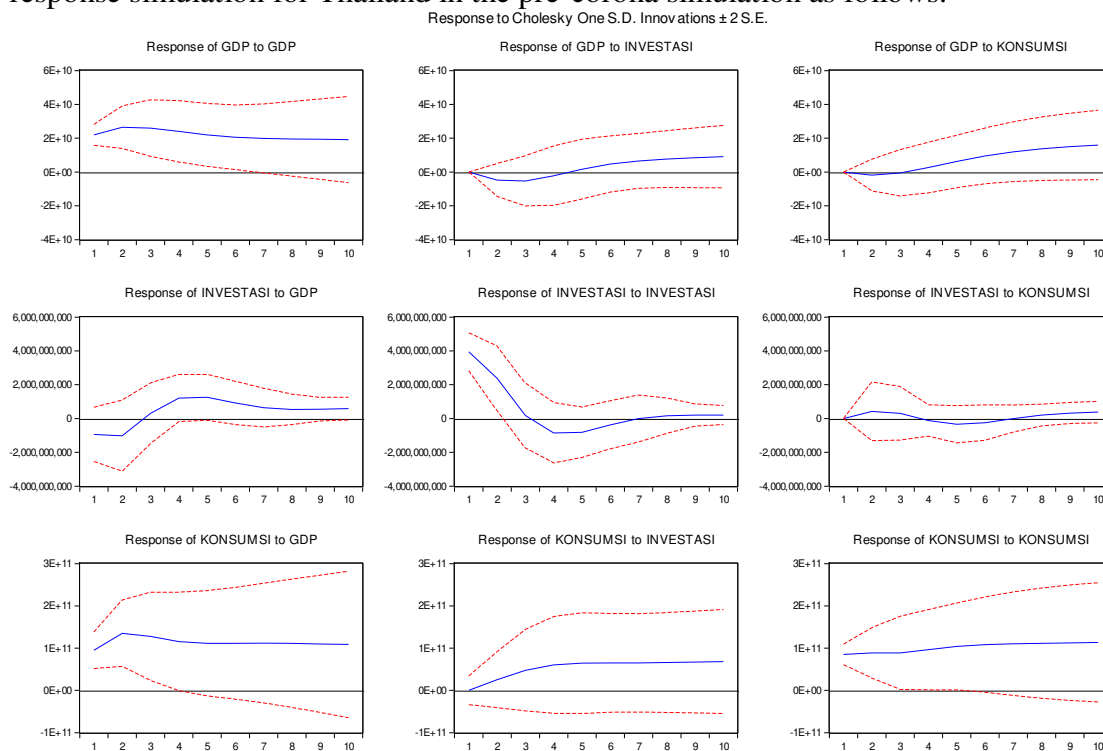 response simulation for Thailand in the pre-corona simulation as follows:
Response to Cholesky One S.D. Innovations ± 2 S.E.
Response of GDP to GDP
6E+10
4E+10
2E+10
0E+00
-2E+10
-4E+10
1 2 3 4 5 6 7 8 9 10
Response of GDP to INVESTASI
6E+10
4E+10
2E+10
0E+00
-2E+10
-4E+10
1 2 3 4 5 6 7 8 9 10
Response of GDP to KONSUMSI
6E+10
4E+10
2E+10
0E+00
-2E+10
-4E+10
1 2 3 4 5 6 7 8 9 10
Response of INVESTASI to GDP
6,000,000,000
4,000,000,000
2,000,000,000
0
-2,000,000,000
-4,000,000,000
1 2 3 4 5 6 7 8 9 10
Response of INVESTASI to INVESTASI
6,000,000,000
4,000,000,000
2,000,000,000
0
-2,000,000,000
-4,000,000,000
1 2 3 4 5 6 7 8 9 10
Response of INVESTASI to KONSUMSI
6,000,000,000
4,000,000,000
2,000,000,000
0
-2,000,000,000
-4,000,000,000
1 2 3 4 5 6 7 8 9 10
Response of KONSUMSI to GDP
3E+11
2E+11
1E+11
0E+00
-1E+11
1 2 3 4 5 6 7 8 9 10
Response of KONSUMSI to INVESTASI
3E+11
2E+11
1E+11
0E+00
-1E+11
1 2 3 4 5 6 7 8 9 10
Response of KONSUMSI to KONSUMSI
3E+11
2E+11
1E+11
0E+00
-1E+11
1 2 3 4 5 6 7 8 9 10